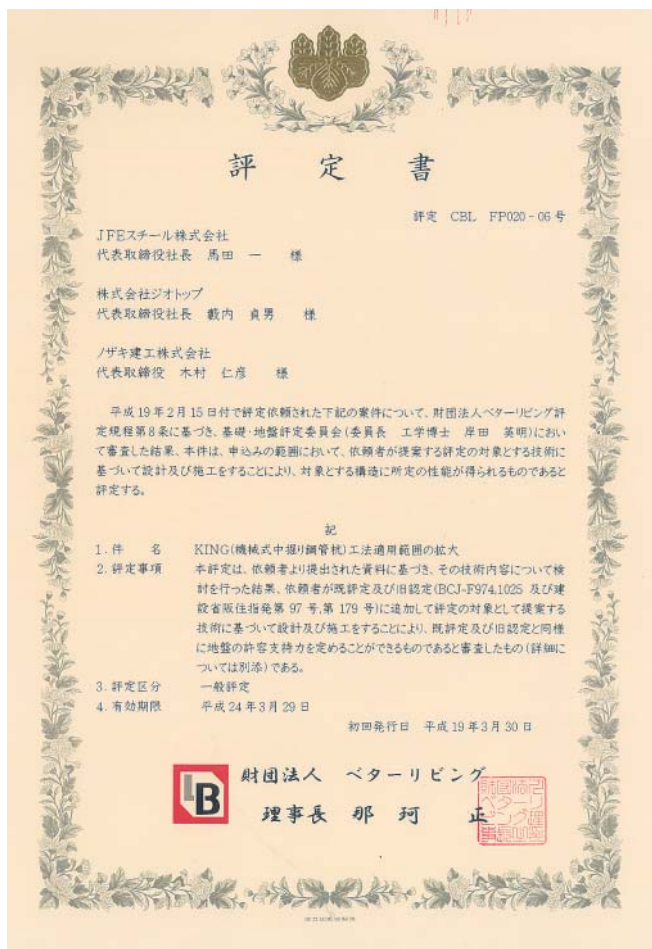 評定書
評定 CBL FP020-06号
JFEスチール株式会社
代表取締役社長 馬田 一 様
株式会社ジオトップ
代表取締役社長 藪内 貞男 様
ノザキ建工株式会社
代表取締役 木村 仁彦 様
平成19年2月15日付で評定依頼された下記の案件について、財団法人ベターリビング評
定規程第8条に基づき、基礎・地盤評定委員会(委員長 工学博士 岸田 英明)におい
て審査した結果、本件は、申込みの範囲において、依頼者が提案する評定の対象とする技術に
基づいて設計及び施工をすることにより、対象とする構造に所定の性能が得られるものであると
評定する。
記
1.件 名 KING(機械式中掘り鋼管杭)工法適用範囲の拡大
2.評定事項 本評定は、依頼者より提出された資料に基づき、その技術内容について検
討を行った結果、依頼者が既評定及び旧認定(BCJ-F974.1025 及び建
設省阪住指発第 97 号,第 179 号)に追加して評定の対象として提案する
技術に基づいて設計及び施工をすることにより、既評定及び旧認定と同様
に地盤の許容支持力を定めることができるものであると審査したもの(詳細に
ついては別添)である。
3.評定区分 一般評定
4.有効期限 平成24年3月29日
初回発行日 平成19年3月30日
LB
財団法人 ベターリビング
理事長 那珂 正